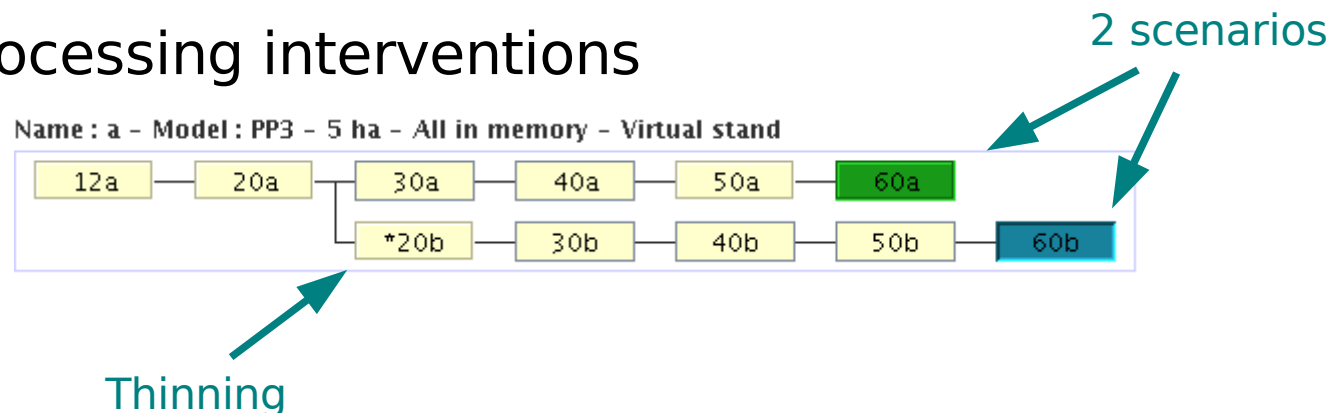 2 scenarios
ocessing interventions
Name : a - Model : PP3 - 5 ha - All in memory - Virtual stand
12a 20a 30a 40a 50a 60a
*20b 30b 40b 50b 60b
Thinning